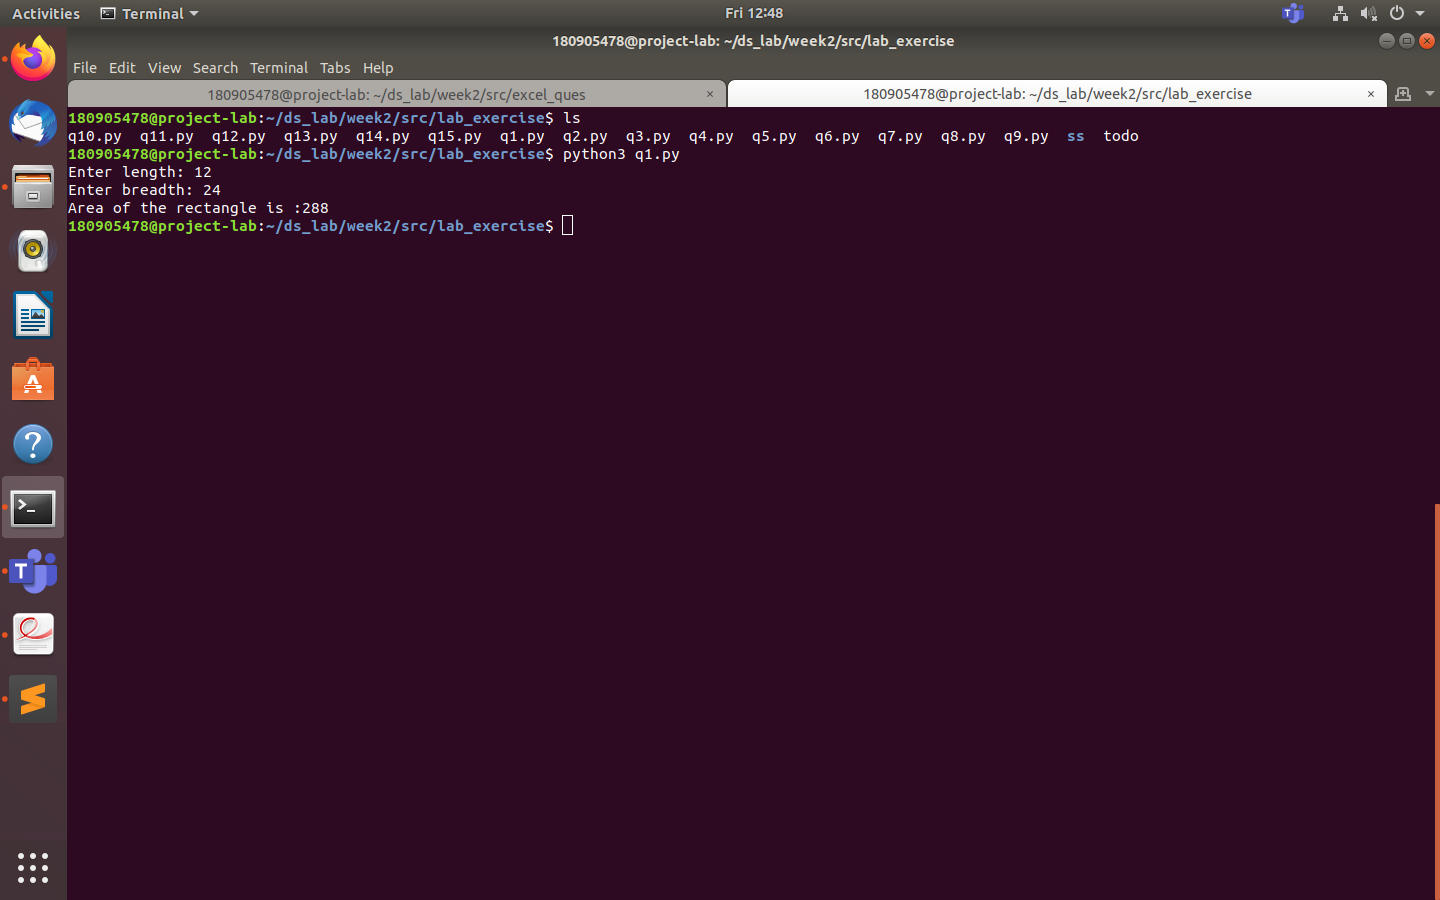 Activities Terminal Fri 12:48
180905478@project-lab: ~/ds_lab/week2/src/lab_exercise
File Edit View Search Terminal Tabs Help
180905478@project-lab: ~/ds_lab/week2/src/excel_ques × 180905478@project-lab: ~/ds_lab/week2/src/lab_exercise ×
180905478@project-lab:~/ds_lab/week2/src/lab_exercise$ ls
q10.py q11.py q12.py q13.py q14.py q15.py q1.py q2.py q3.py q4.py q5.py q6.py q7.py q8.py q9.py ss todo
180905478@project-lab:~/ds_lab/week2/src/lab_exercise$ python3 q1.py
Enter length: 12
Enter breadth: 24
Area of the rectangle is :288
180905478@project-lab:~/ds_lab/week2/src/lab_exercise$